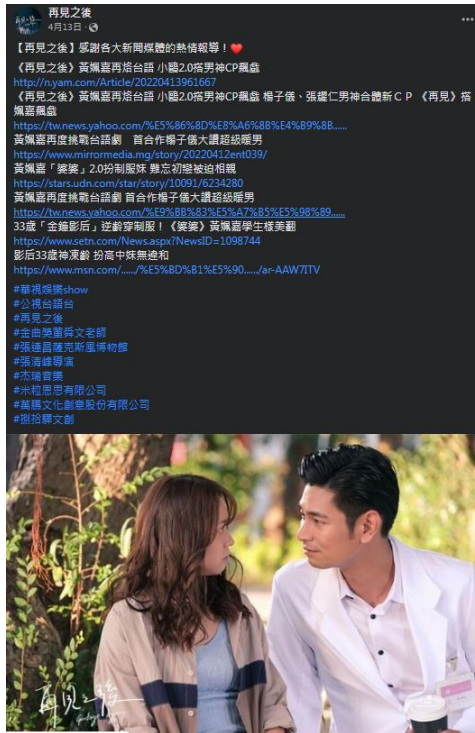 再見之後
4月13日
【再見之後】感謝各大新聞媒體的熱情報導！❤️
《再見之後》黃姵嘉再烙台語 小鷗2.0搭男神CP飆戲
http://n.yam.com/Article/20220413961667
《再見之後》黃姵嘉再烙台語 小鷗2.0搭男神CP飆戲 楊子儀、張耀仁男神合體新ＣＰ 《再見》搭
姵嘉飆戲
https://tw.news.yahoo.com/%E5%86%8D%E8%A6%8B%E4%B9%8B......
黃姵嘉再度挑戰台語劇　首合作楊子儀大讚超級暖男
https://www.mirrormedia.mg/story/20220412ent039/
黃姵嘉「婆婆」2.0扮制服妹 難忘初戀被迫相親
https://stars.udn.com/star/story/10091/6234280
黃姵嘉再度挑戰台語劇 首合作楊子儀大讚超級暖男
https://tw.news.yahoo.com/%E9%BB%83%E5%A7%B5%E5%98%89......
33歲「金鐘影后」逆齡穿制服！《婆婆》黃姵嘉學生樣美翻
https://www.setn.com/News.aspx?NewsID=1098744
影后33歲神凍齡 扮高中妹無違和
https://www.msn.com/....../%E5%BD%B1%E5%90....../ar-AAW7ITV
#華視娛樂show
#公視台語台
#再見之後
#金曲獎董舜文老師
#張連昌薩克斯風博物館
#張清峰導演
#杰瑞音樂
#米粒思思有限公司
#萬騰文化創意股份有限公司
#捌拾驛文創
再見之後